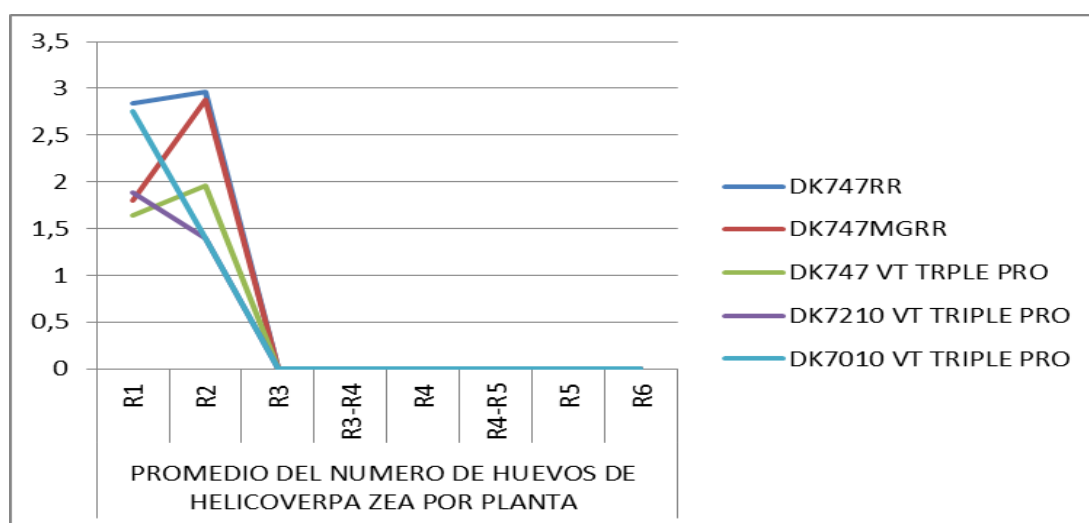 3,5
3
2,5
2
1,5
1
0,5
0
R1
R2
R3
R3-R4
R4
R4-R5
R5
R6
PROMEDIO DEL NUMERO DE HUEVOS DE
HELICOVERPA ZEA POR PLANTA
DK747RR
DK747MGRR
DK747 VT TRPLE PRO
DK7210 VT TRIPLE PRO
DK7010 VT TRIPLE PRO